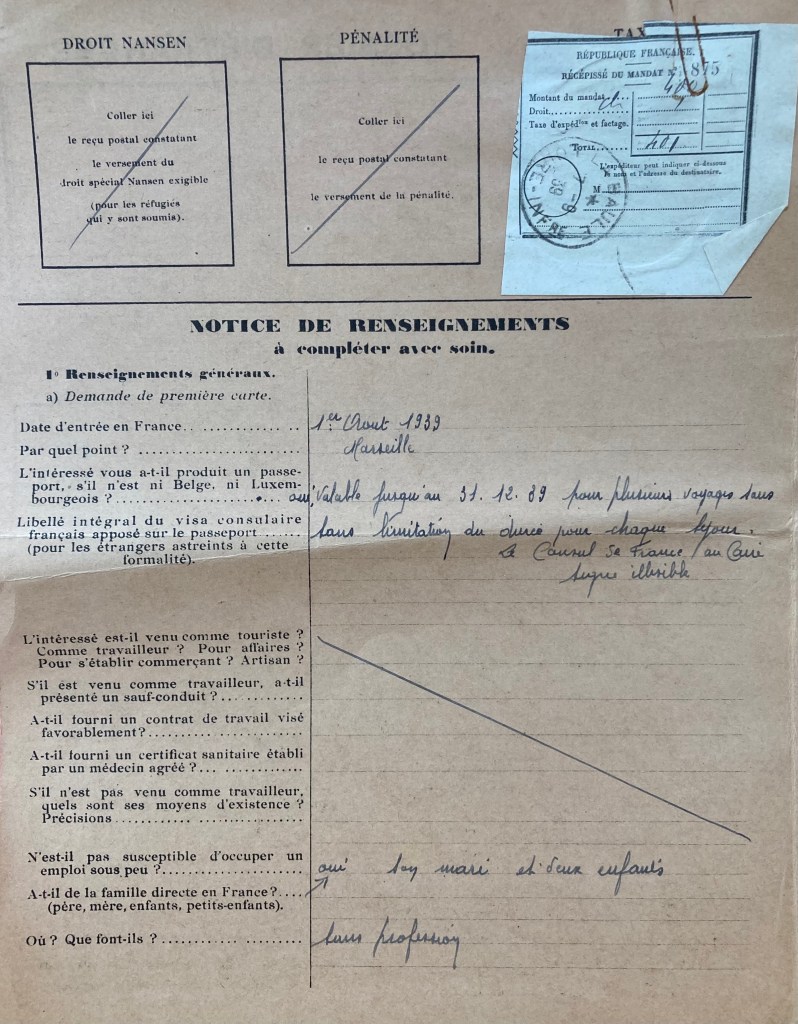 DROIT NANSEN
Coller ici
le reçu postal constatant
le versement du
droit spécial Nansen exigible
(pour les réfugiés
qui y sont soumis).
PÉNALITÉ
Coller ici
le reçu postal constatant
le versement de la pénalité.
TAX
RÉPUBLIQUE FRANÇAISE.
RÉCÉPISSÉ DU MANDAT N° 875
Montant du mandat... 400
Droit.......
Taxe d'expédion et factage.
TOTAL...... 401
L'expéditeur peut indiquer ci-dessous
le nom et l'adresse du destinataire.
M
LA BAULE
39
INFRE
NOTICE DE RENSEIGNEMENTS
à compléter avec soin.
1° Renseignements généraux.
a) Demande de première carte.
Date d'entrée en France.. 1er Aout 1939
Par quel point ? Marseille
L'intéressé vous a-t-il produit un passe-
port, s'il n'est ni Belge, ni Luxem-
bourgeois ? oui, Valable jusqu'au 31.12.39 pour plusieurs voyages sans
Libellé intégral du visa consulaire
français apposé sur le passeport ...... sans limitation du durée pour chaque séjour.
(pour les étrangers astreints à cette
formalité).
Le Consul de France au Caire
signe illisible
L'intéressé est-il venu comme touriste ?
Comme travailleur ? Pour affaires ?
Pour s'établir commerçant ? Artisan ?
S'il est venu comme travailleur, a-t-il
présenté un sauf-conduit ?
A-t-il fourni un contrat de travail visé
favorablement ?
A-t-il fourni un certificat sanitaire établi
par un médecin agréé ?
S'il n'est pas venu comme travailleur,
quels sont ses moyens d'existence ?
Précisions
N'est-il pas susceptible d'occuper un
emploi sous peu ? oui son mari et deux enfants
A-t-il de la famille directe en France ?
(père, mère, enfants, petits-enfants).
Où ? Que font-ils ? sans profession